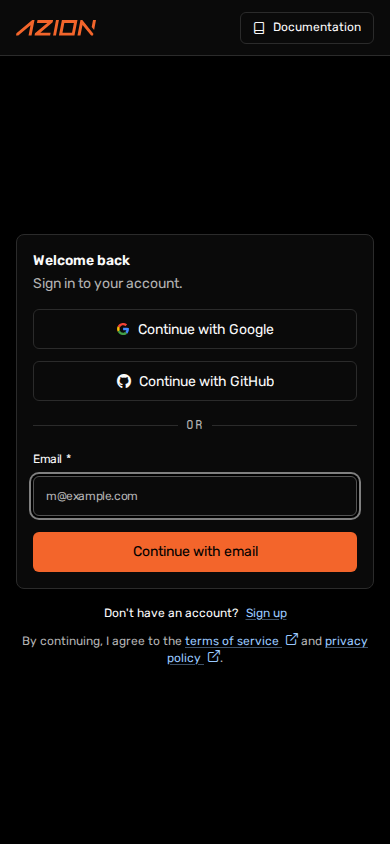 AZION
Documentation
Welcome back
Sign in to your account.
Continue with Google
Continue with GitHub
OR
Email *
m@example.com
Continue with email
Don't have an account? Sign up
By continuing, I agree to the terms of service and privacy
policy .